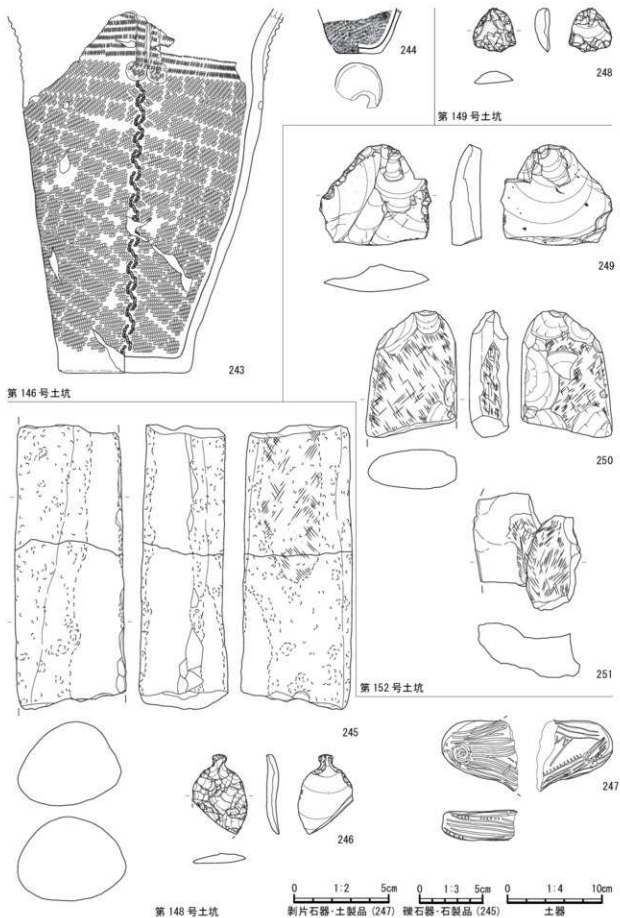 243
第146号土坑
244
248
第149号土坑
249
250
251
第152号土坑
245
246
247
第148号土坑
0 1:2 5cm
剥片石器・土製品(247)
0 1:3 5cm
礫石器・石製品(245)
0 1:4 10cm
土器